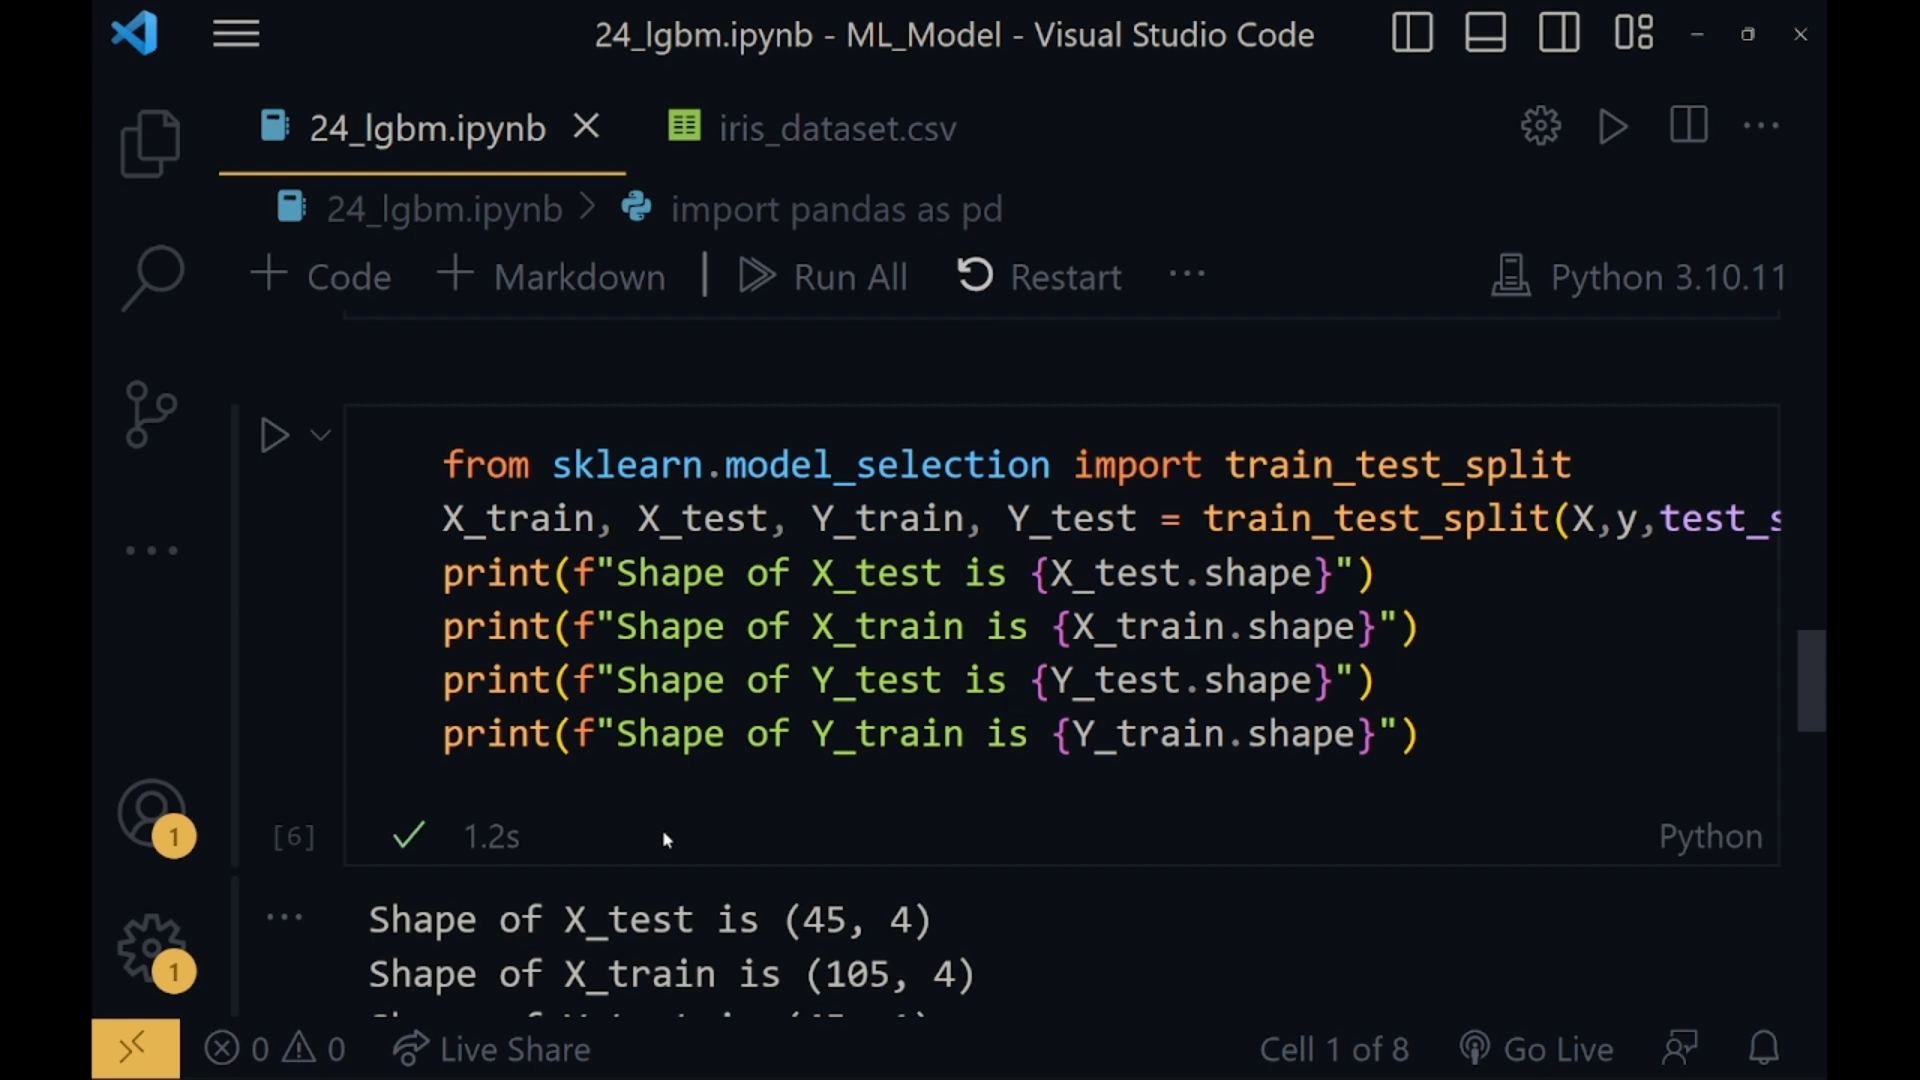 24_lgbm.ipynb - ML_Model - Visual Studio Code
24_lgbm.ipynb iris_dataset.csv
24_lgbm.ipynb > import pandas as pd
+ Code + Markdown | Run All Restart ... Python 3.10.11
from sklearn.model_selection import train_test_split
X_train, X_test, Y_train, Y_test = train_test_split(X,y,test_s
print(f"Shape of X_test is {X_test.shape}")
print(f"Shape of X_train is {X_train.shape}")
print(f"Shape of Y_test is {Y_test.shape}")
print(f"Shape of Y_train is {Y_train.shape}")
[6] 1.2s Python
1
Shape of X_test is (45, 4)
Shape of X_train is (105, 4)
1
0 0 Live Share Cell 1 of 8 Go Live